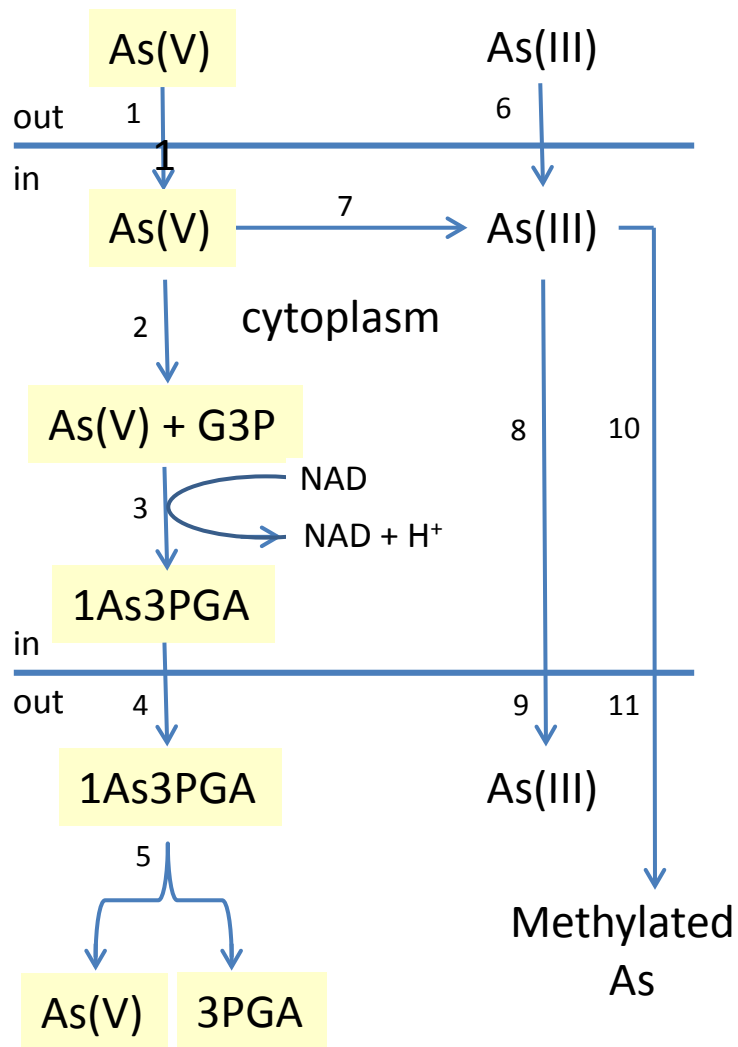 As(V) As(III)
1 6
out
1
in
As(V) 7 As(III)
2 cytoplasm
As(V) + G3P 8 10
NAD
3
NAD + H⁺
1As3PGA
in
out 4 9 11
1As3PGA As(III)
5
Methylated
As
As(V) 3PGA